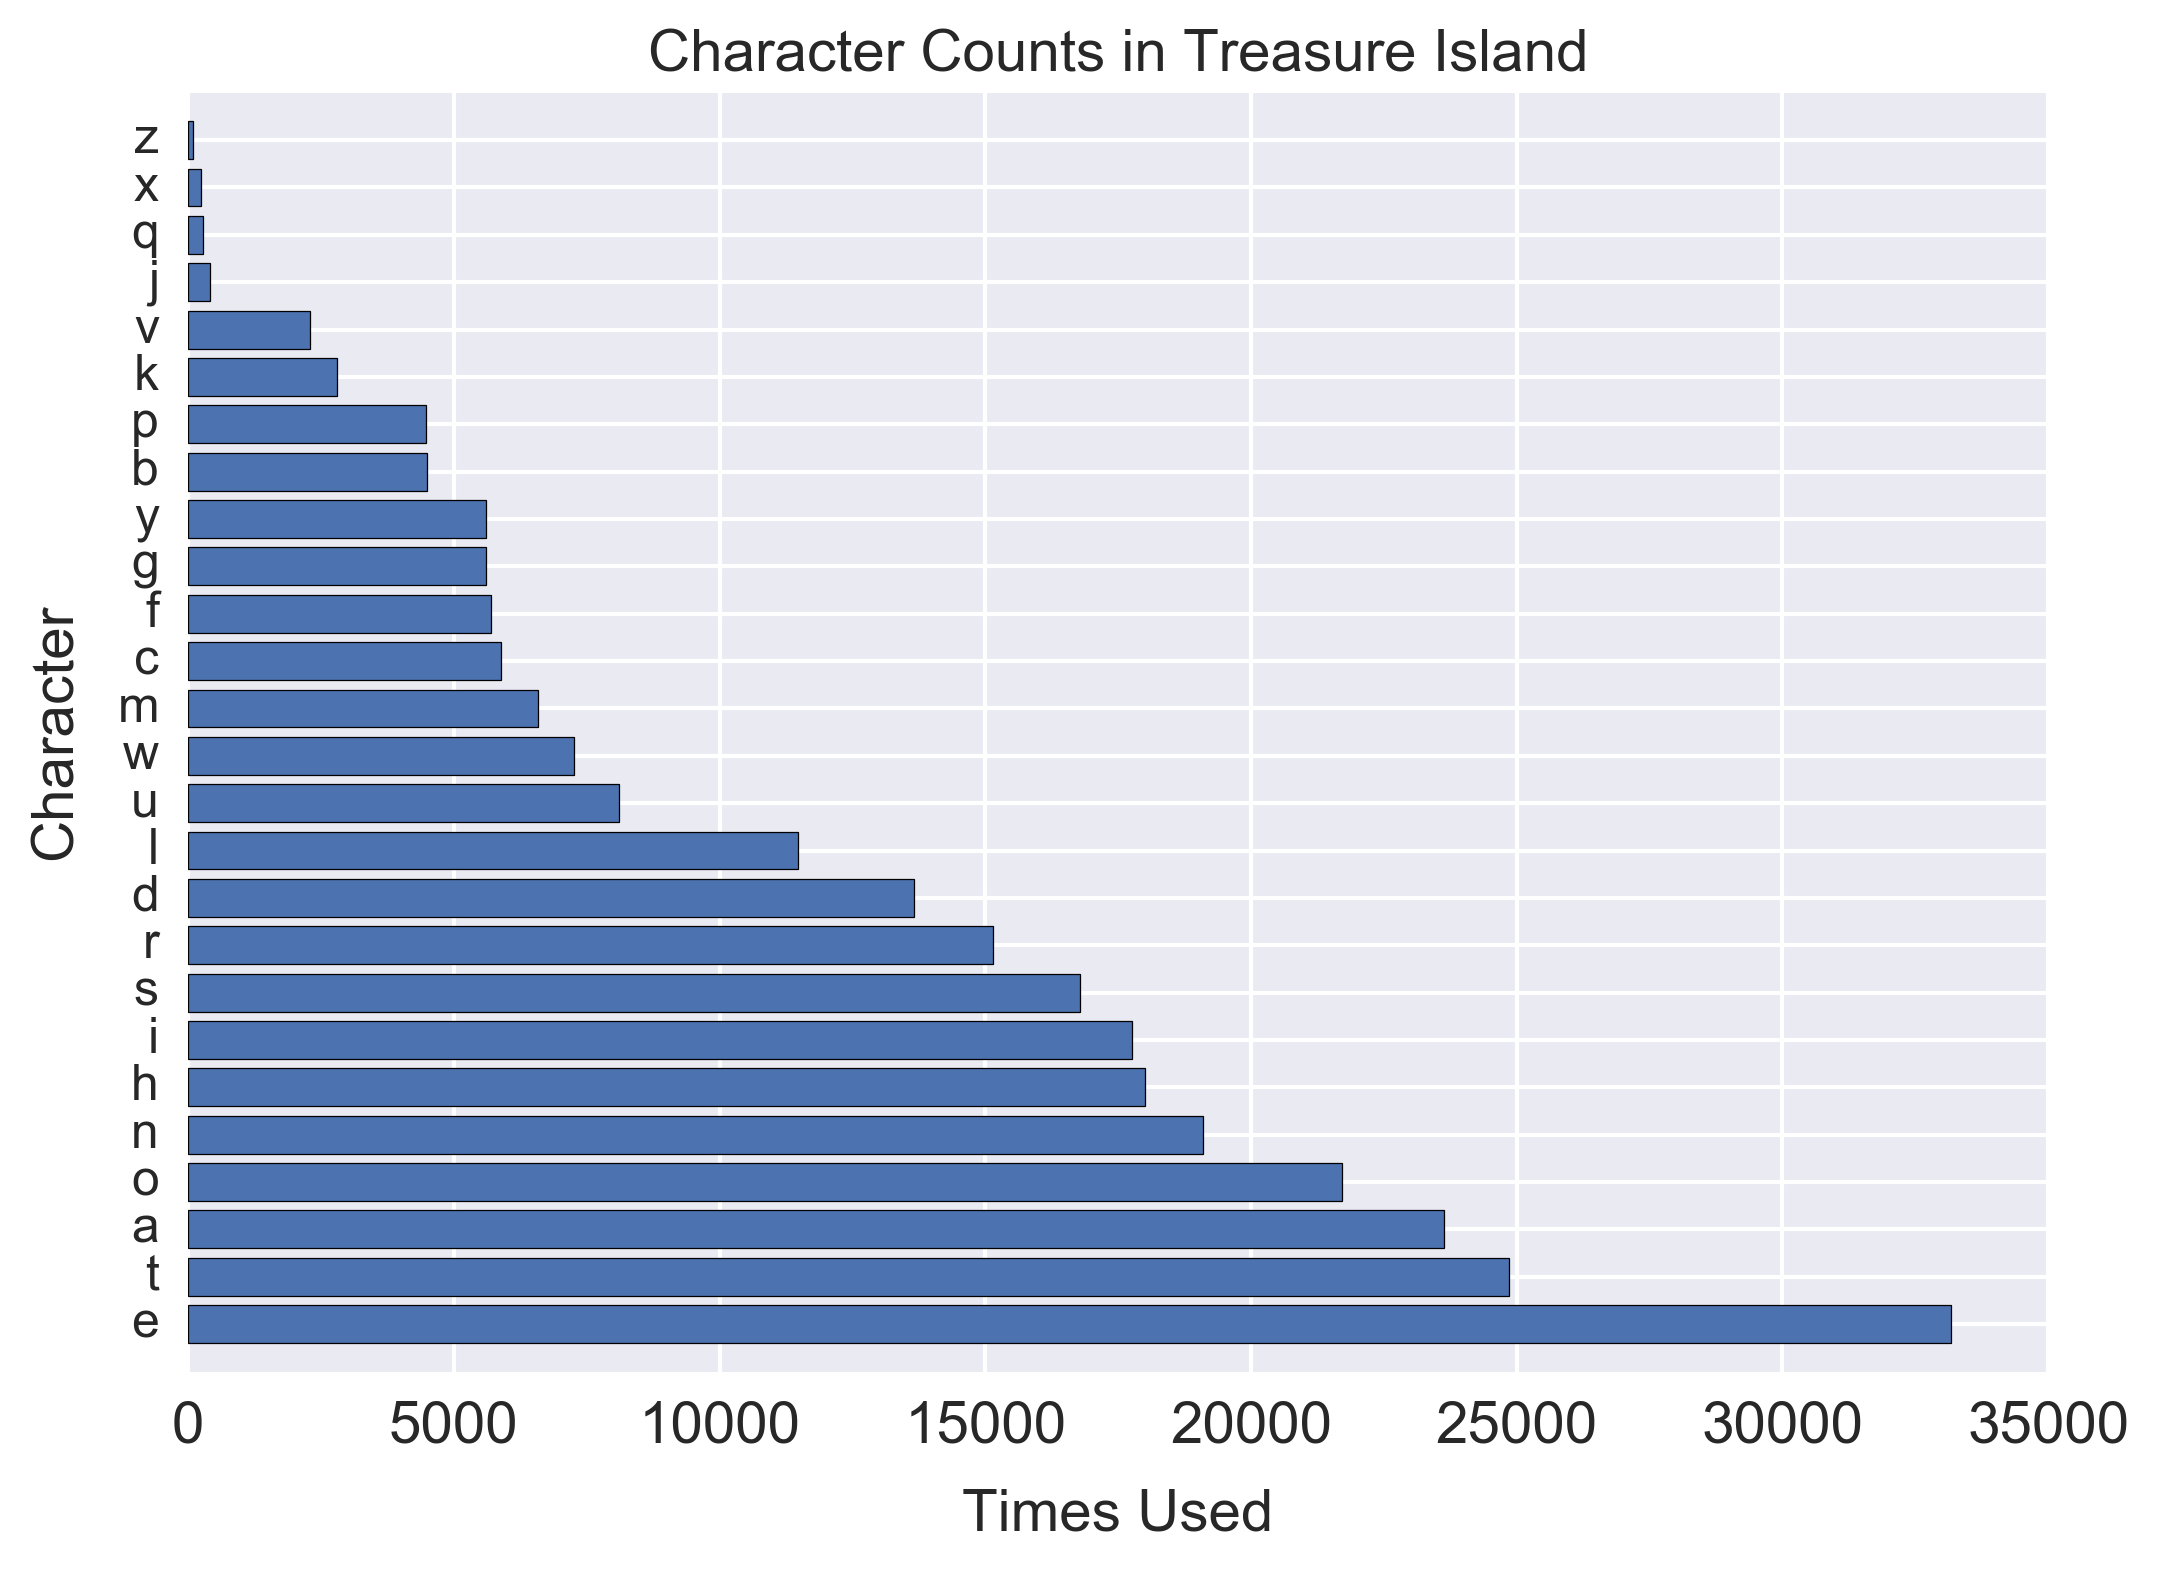 Character Counts in Treasure Island
z
x
q
j
v
k
p
b
y
g
f
c
m
w
u
l
d
r
s
i
h
n
o
a
t
e
Character
0 5000 10000 15000 20000 25000 30000 35000
Times Used